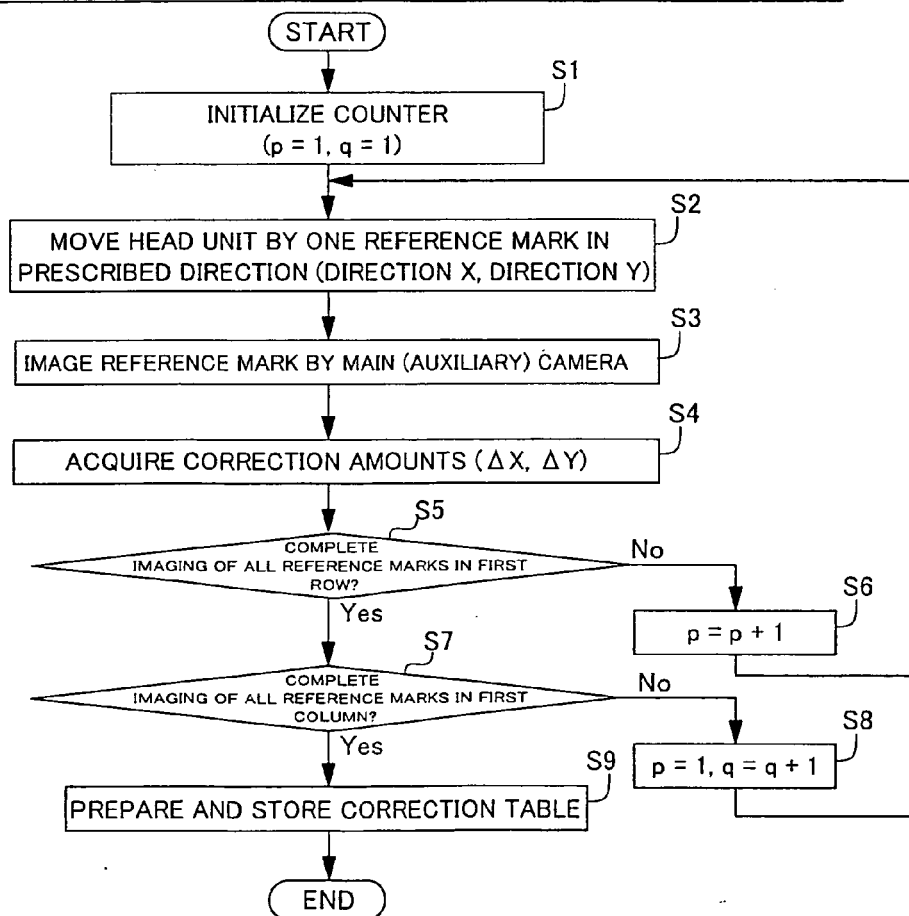 START
S1
INITIALIZE COUNTER
(p = 1, q = 1)
S2
MOVE HEAD UNIT BY ONE REFERENCE MARK IN
PRESCRIBED DIRECTION (DIRECTION X, DIRECTION Y)
S3
IMAGE REFERENCE MARK BY MAIN (AUXILIARY) CAMERA
S4
ACQUIRE CORRECTION AMOUNTS (ΔX, ΔY)
S5
COMPLETE
IMAGING OF ALL REFERENCE MARKS IN FIRST
ROW?
No
Yes
S6
p = p + 1
S7
COMPLETE
IMAGING OF ALL REFERENCE MARKS IN FIRST
COLUMN?
No
Yes
S8
p = 1, q = q + 1
S9
PREPARE AND STORE CORRECTION TABLE
END